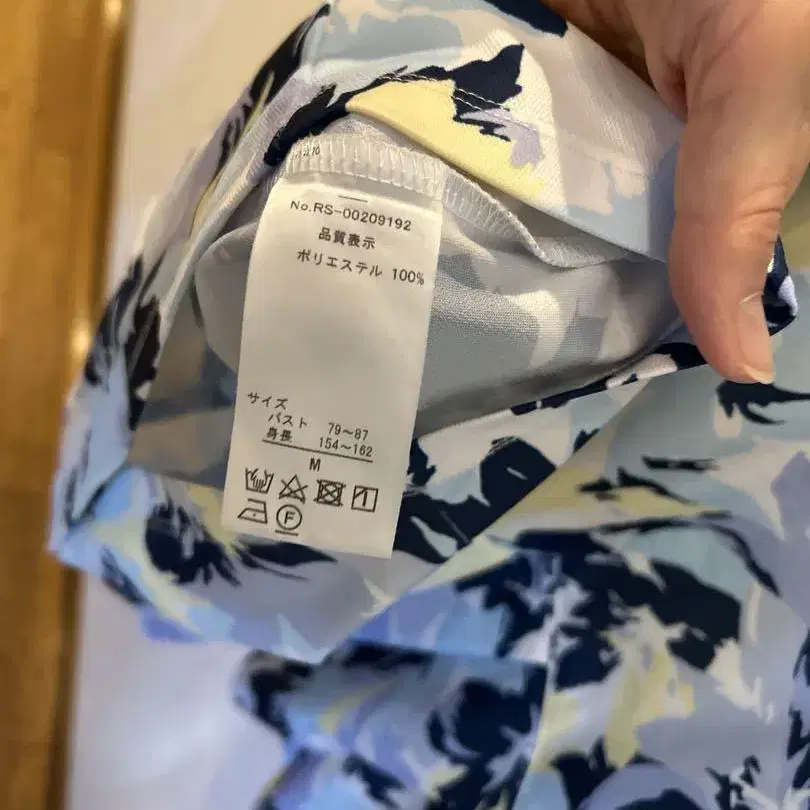 No.RS-00209192
品質表示
ポリエステル 100%
サイズ
バスト 79～87
身長 154～162
M
F